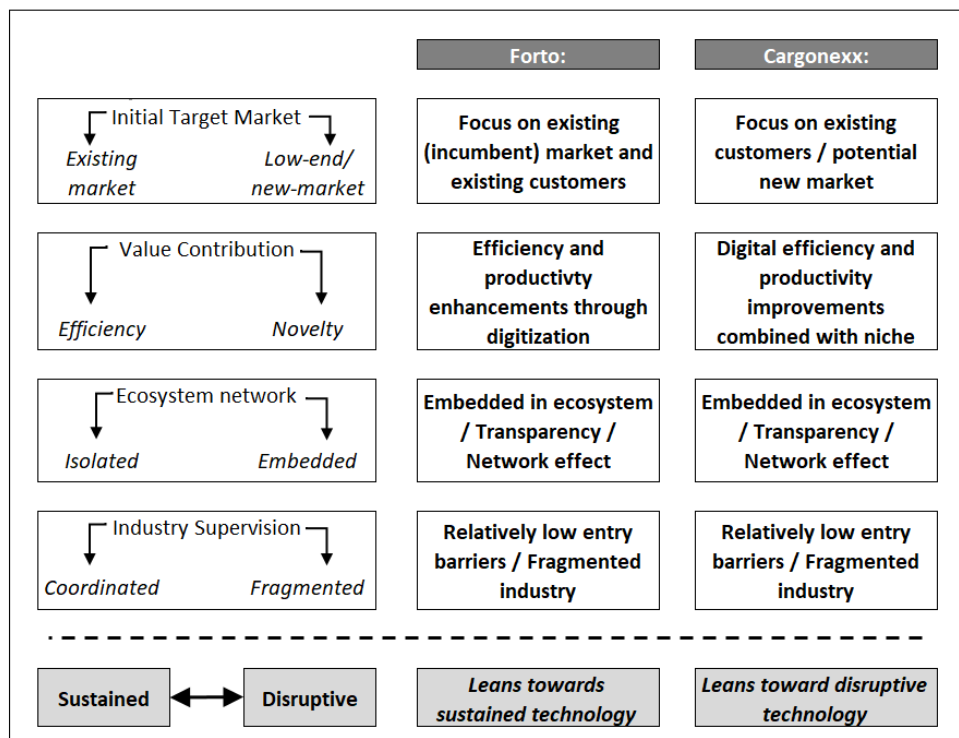 Forto:
Cargonexx:
Initial Target Market
Existing
market
Low-end/
new-market
Focus on existing
(incumbent) market and
existing customers
Focus on existing
customers / potential
new market
Value Contribution
Efficiency
Novelty
Efficiency and
productivty
enhancements through
digitization
Digital efficiency and
productivity
improvements
combined with niche
Ecosystem network
Isolated
Embedded
Embedded in ecosystem
/ Transparency /
Network effect
Embedded in ecosystem
/ Transparency /
Network effect
Industry Supervision
Coordinated
Fragmented
Relatively low entry
barriers / Fragmented
industry
Relatively low entry
barriers / Fragmented
industry
Sustained
Disruptive
Leans towards
sustained technology
Leans toward disruptive
technology